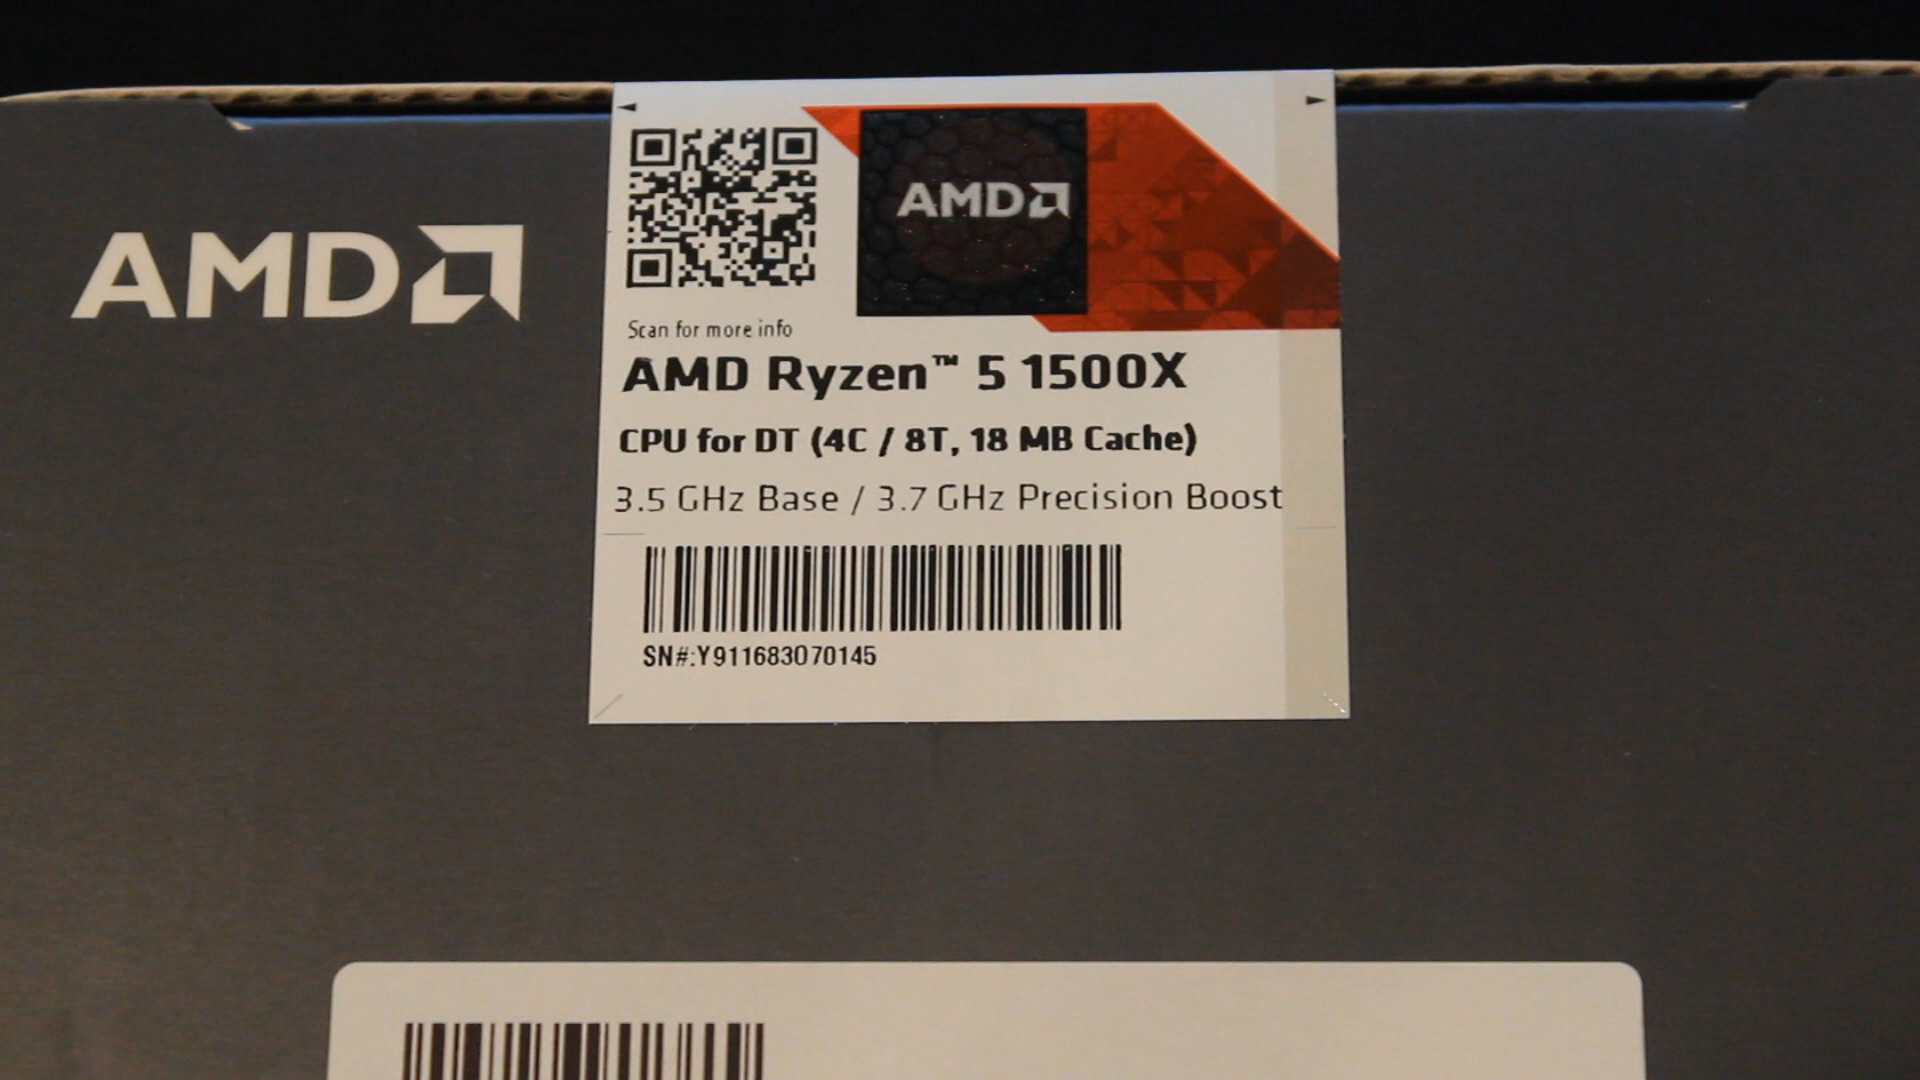 AMD
AMD
Scan for more info
AMD Ryzen™ 5 1500X
CPU for DT (4C / 8T, 18 MB Cache)
3.5 GHz Base / 3.7 GHz Precision Boost
SN#:Y911683070145